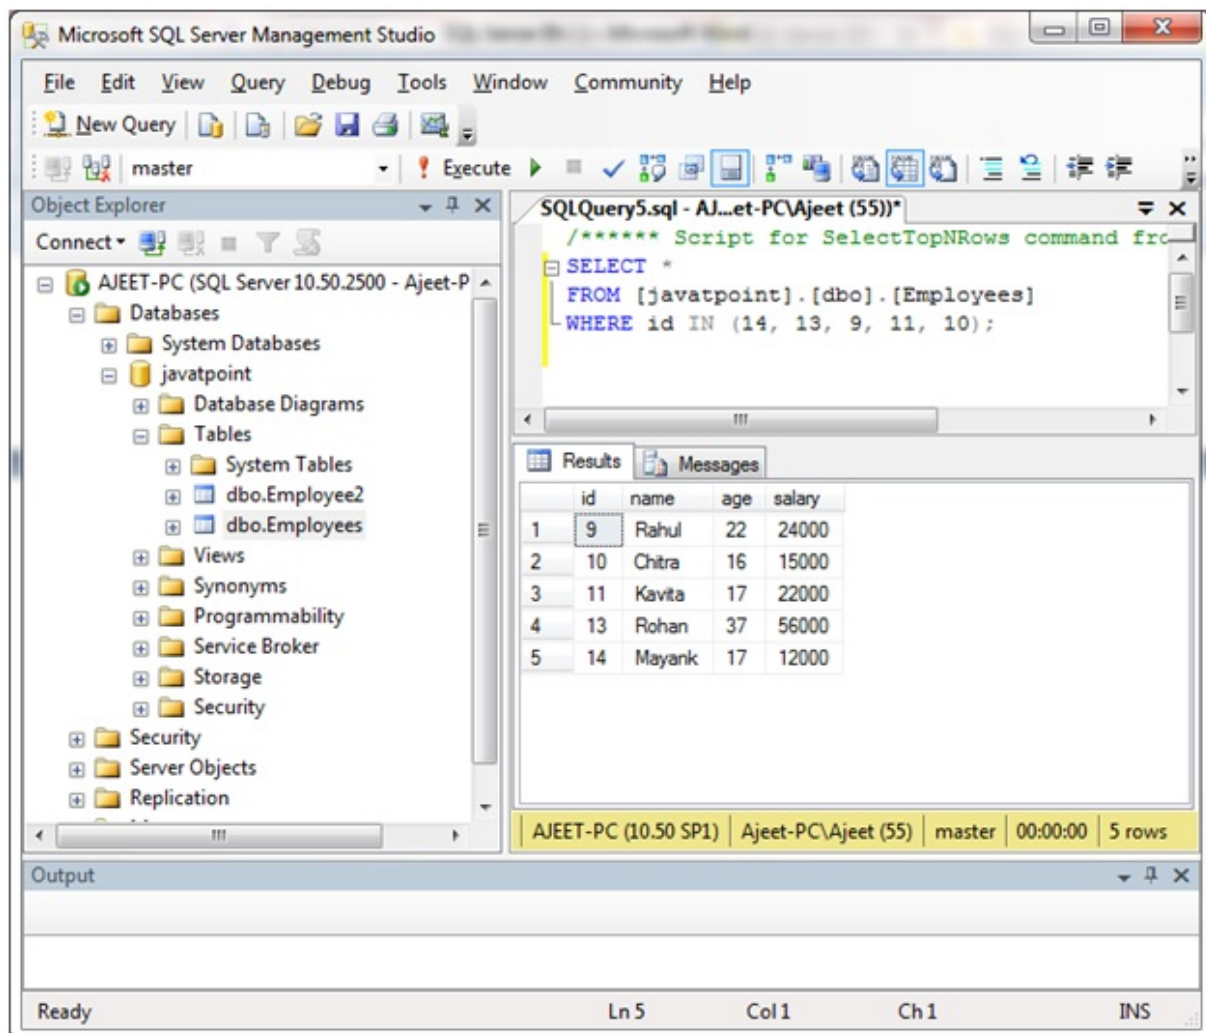 Microsoft SQL Server Management Studio
File Edit View Query Debug Tools Window Community Help
New Query
master Execute
Object Explorer
Connect
AJEET-PC (SQL Server 10.50.2500 - Ajeet-P
Databases
System Databases
javatpoint
Database Diagrams
Tables
System Tables
dbo.Employee2
dbo.Employees
Views
Synonyms
Programmability
Service Broker
Storage
Security
Security
Server Objects
Replication
SQLQuery5.sql - AJ...et-PC\Ajeet (55))*
/****** Script for SelectTopNRows command fro
SELECT *
FROM [javatpoint].[dbo].[Employees]
WHERE id IN (14, 13, 9, 11, 10);
Results Messages
id name age salary
1 9 Rahul 22 24000
2 10 Chitra 16 15000
3 11 Kavita 17 22000
4 13 Rohan 37 56000
5 14 Mayank 17 12000
AJEET-PC (10.50 SP1) Ajeet-PC\Ajeet (55) master 00:00:00 5 rows
Output
Ready Ln 5 Col 1 Ch 1 INS